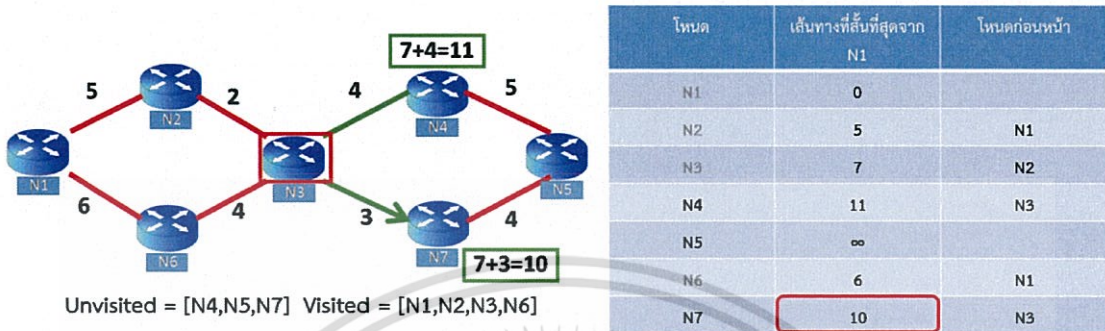 7+4=11
5
2
4
5
N2
N4
N1
N3
N5
6
4
3
4
N6
N7
7+3=10
Unvisited = [N4,N5,N7] Visited = [N1,N2,N3,N6]
โหนด เส้นทางที่สั้นที่สุดจาก N1 โหนดก่อนหน้า
N1 0
N2 5 N1
N3 7 N2
N4 11 N3
N5 ∞
N6 6 N1
N7 10 N3